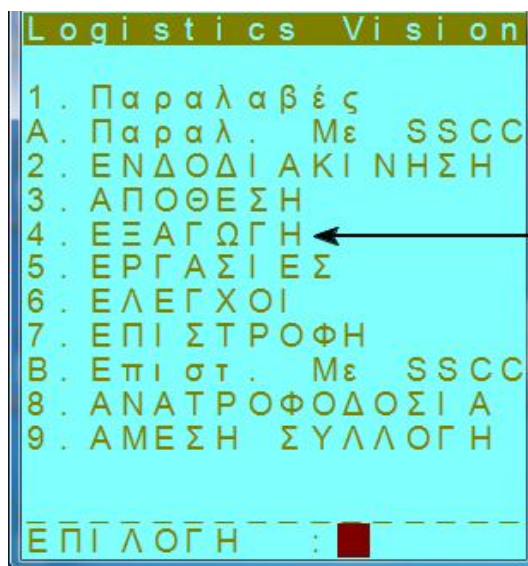 Logistics Vision
1. Παραλαβές
A. Παραλ. Με SSCC
2. ΕΝΔΟΔΙΑΚΙΝΗΣΗ
3. ΑΠΟΘΕΣΗ
4. ΕΞΑΓΩΓΗ
5. ΕΡΓΑΣΙΕΣ
6. ΕΛΕΓΧΟΙ
7. ΕΠΙΣΤΡΟΦΗ
B. Επιστ. Με SSCC
8. ΑΝΑΤΡΟΦΟΔΟΣΙΑ
9. ΑΜΕΣΗ ΣΥΛΛΟΓΗ
ΕΠΙΛΟΓΗ :